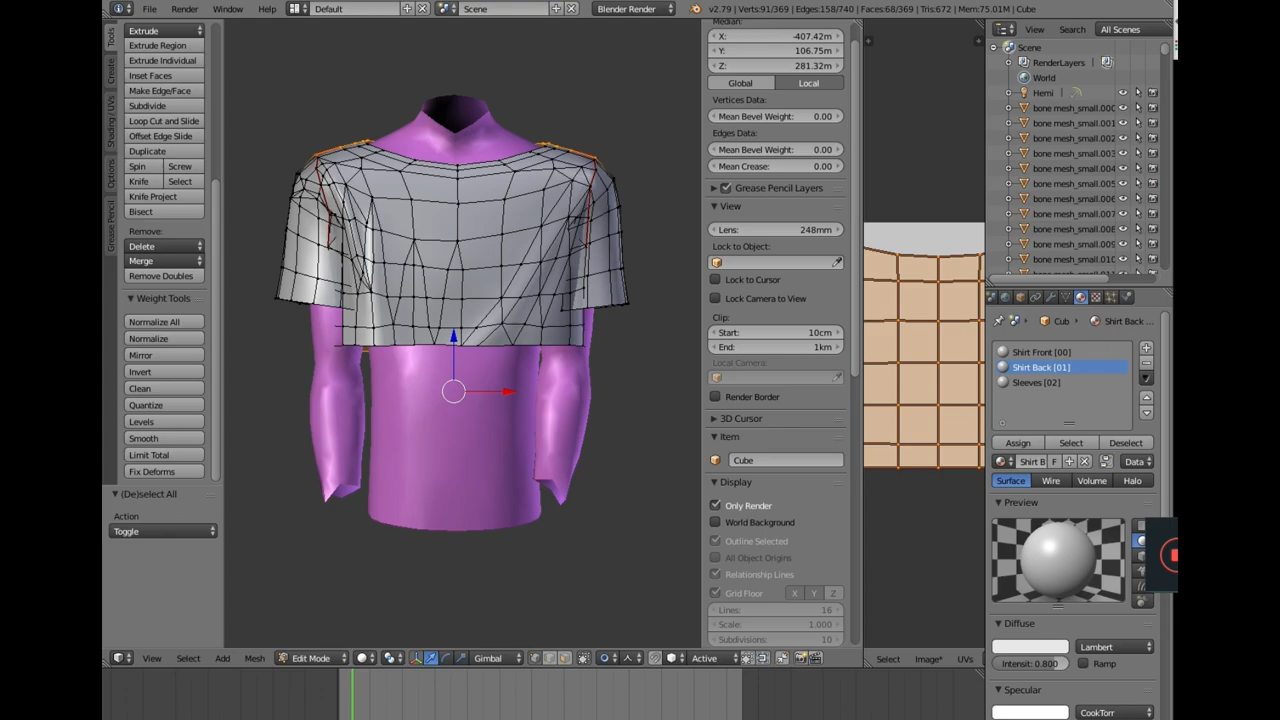 File Render Window Help Default Scene Blender Render v2.79 | Verts:91/369 | Edges:158/740 | Faces:68/369 | Tris:672 | Mem:75.01M | Cube
Tools
Create
Shading / UVs
Options
Grease Pencil
Extrude
Extrude Region
Extrude Individual
Inset Faces
Make Edge/Face
Subdivide
Loop Cut and Slide
Offset Edge Slide
Duplicate
Spin Screw
Knife Select
Knife Project
Bisect
Remove:
Delete
Merge
Remove Doubles
Weight Tools
Normalize All
Normalize
Mirror
Invert
Clean
Quantize
Levels
Smooth
Limit Total
Fix Deforms
(De)select All
Action
Toggle
View Select Add Mesh Edit Mode Gimbal Active
Median:
X: -407.42m
Y: 106.75m
Z: 281.32m
Global Local
Vertices Data:
Mean Bevel Weight: 0.00
Edges Data:
Mean Bevel Weight: 0.00
Mean Crease: 0.00
Grease Pencil Layers
View
Lens: 248mm
Lock to Object:
Lock to Cursor
Lock Camera to View
Clip:
Start: 10cm
End: 1km
Local Camera:
Render Border
3D Cursor
Item
Cube
Display
Only Render
World Background
Outline Selected
All Object Origins
Relationship Lines
Grid Floor X Y Z
Lines: 16
Scale: 1.000
Subdivisions: 10
Select Image* UVs
View Search All Scenes
Scene
RenderLayers
World
Hemi
bone mesh_small.000
bone mesh_small.001
bone mesh_small.002
bone mesh_small.003
bone mesh_small.004
bone mesh_small.005
bone mesh_small.006
bone mesh_small.007
bone mesh_small.008
bone mesh_small.009
bone mesh_small.010
Cub Shirt Back ...
Shirt Front [00]
Shirt Back [01]
Sleeves [02]
Assign Select Deselect
Shirt B F Data
Surface Wire Volume Halo
Preview
Diffuse
Lambert
Intensit: 0.800 Ramp
Specular
CookTorr